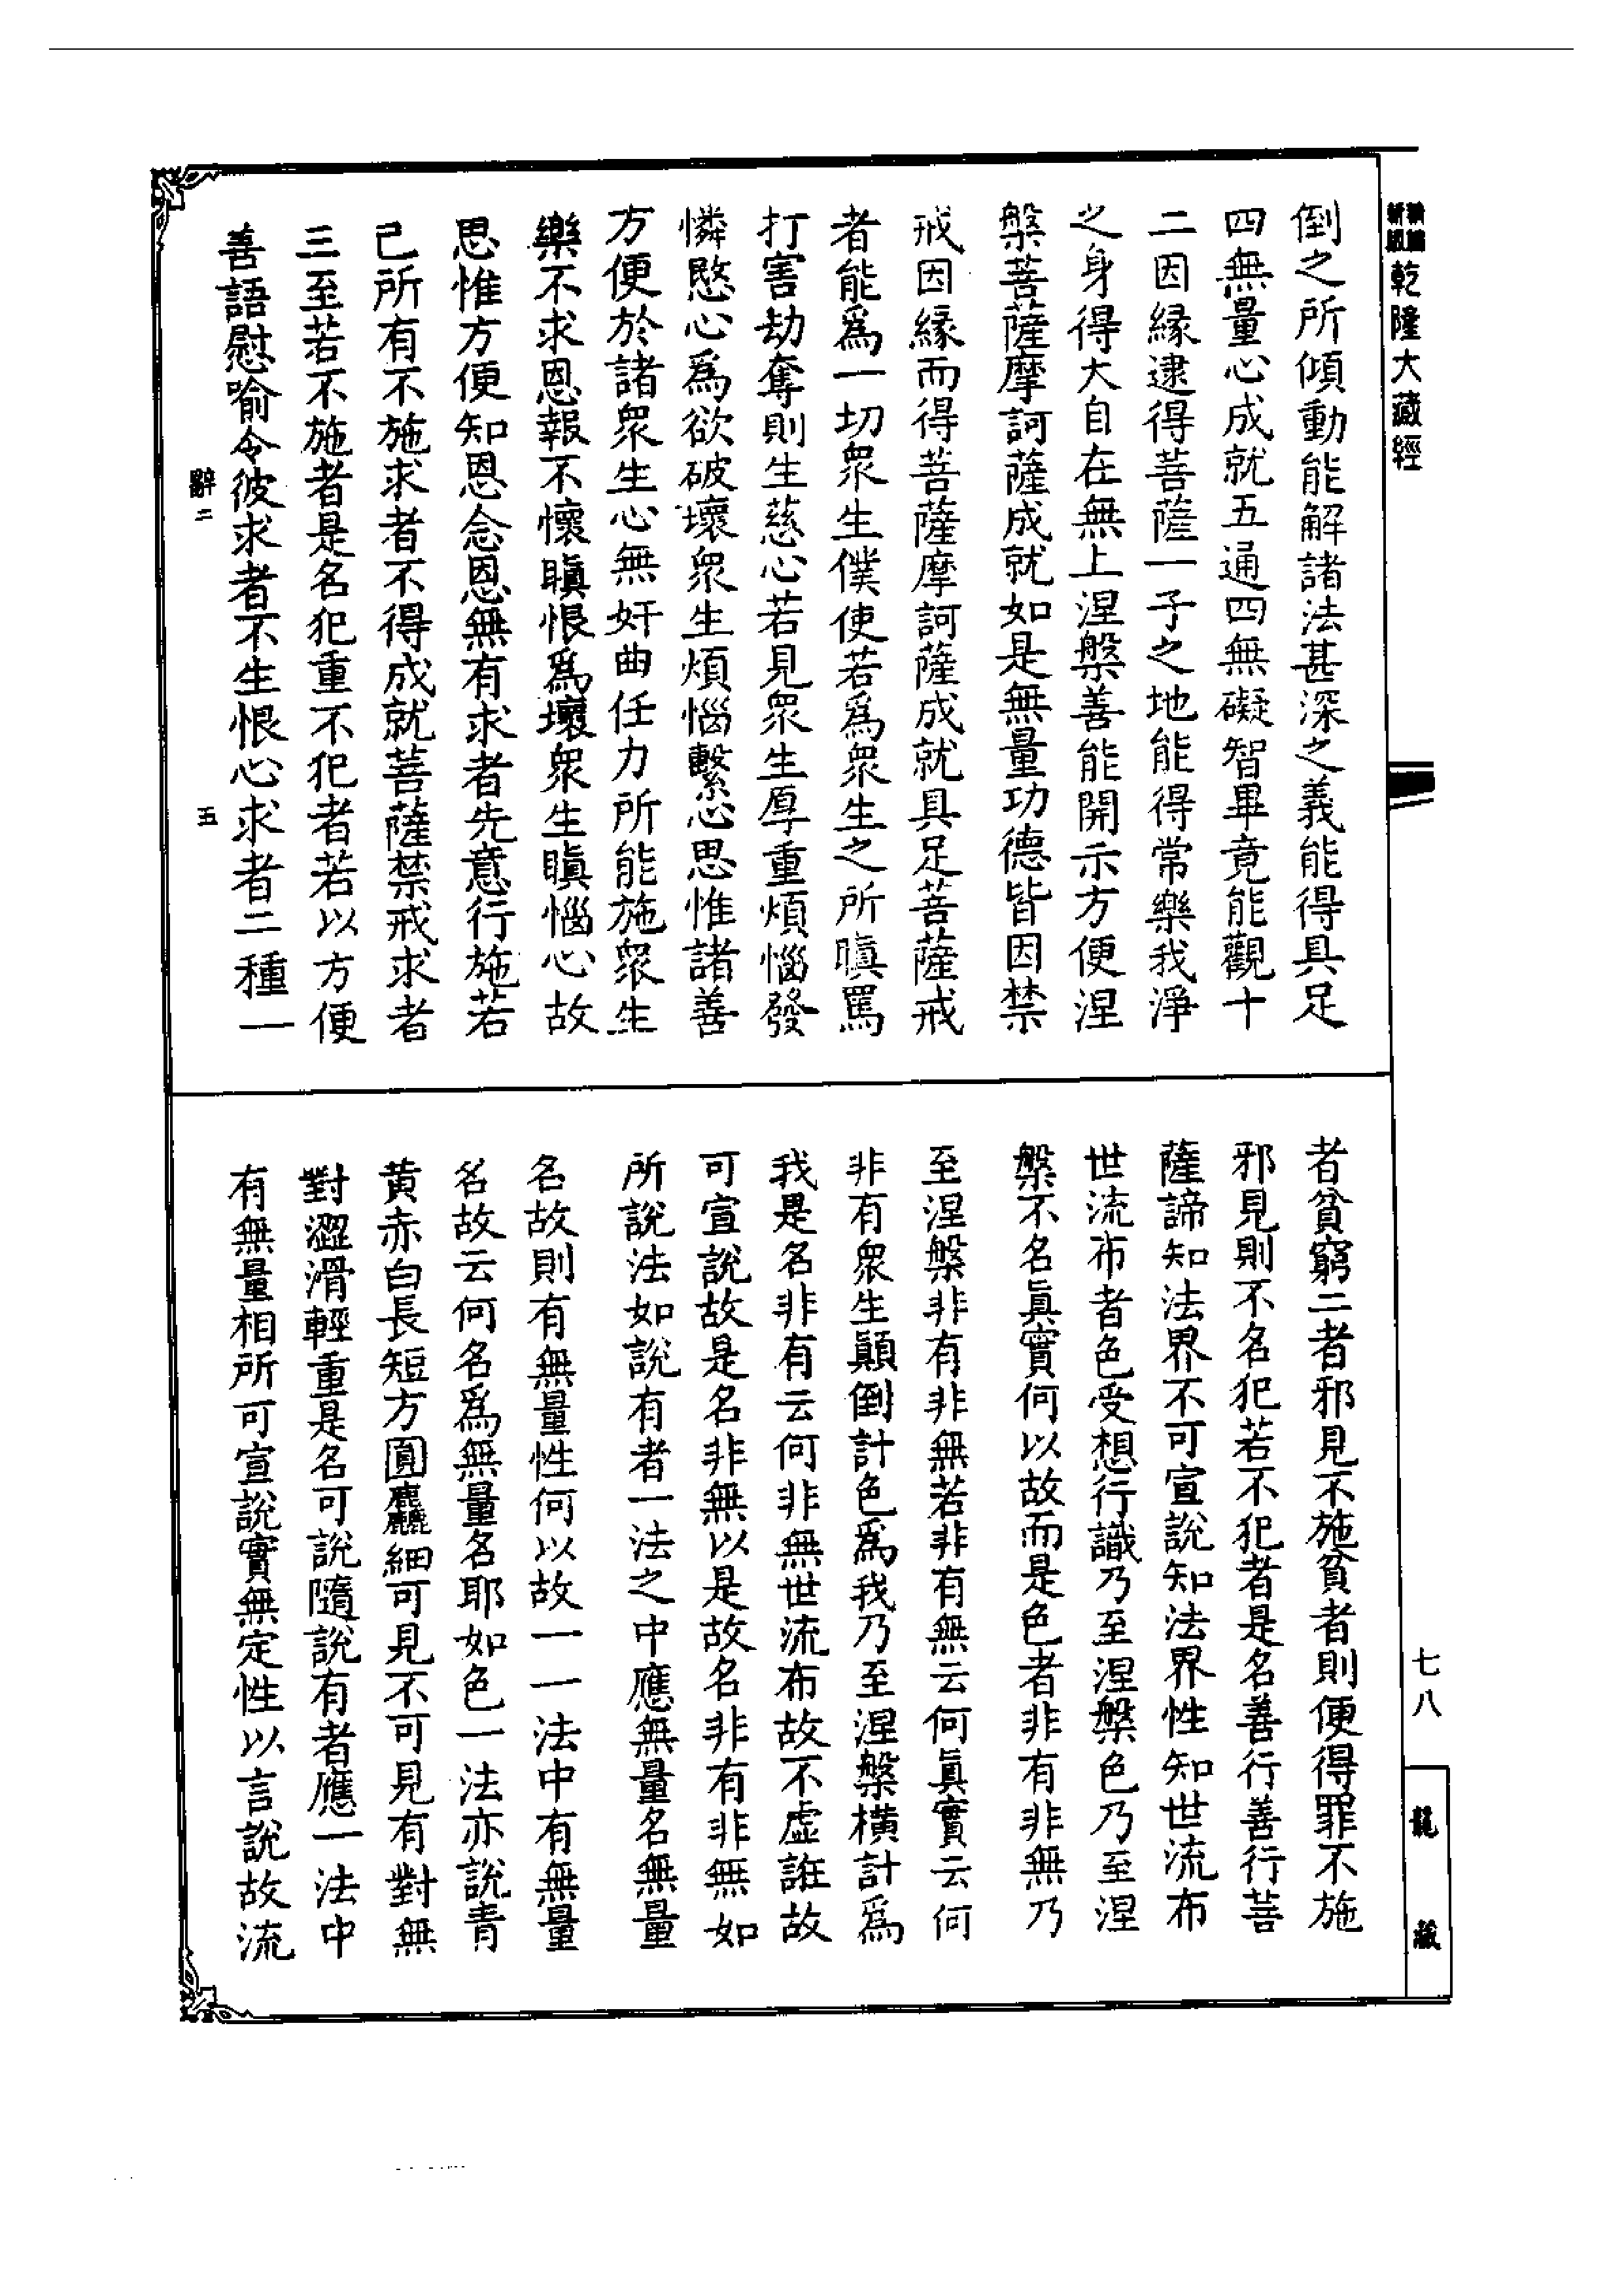 乾隆大藏經
倒之所傾動能解諸法甚深之義能得具足
四無量心成就五通四無礙智畢竟能觀十
二因緣逮得菩薩一子之地能得常樂我淨
之身得大自在無上涅槃善能開示方便涅
槃菩薩摩訶薩成就如是無量功德皆因禁
戒因緣而得菩薩摩訶薩成就具足菩薩戒
者能爲一切眾生僕使若爲眾生之所瞋罵
打害劫奪則生慈心若見眾生厚重煩惱發
憐愍心爲欲破壞眾生煩惱繫心思惟諸善
方便於諸眾生心無奸曲任力所能施眾生
樂不求恩報不懷瞋恨爲壞眾生瞋惱心故
思惟方便知恩念恩無有求者先意行施若
己所有不施求者不得成就菩薩禁戒求者
三至若不施者是名犯重不犯者若以方便
善語慰喻令彼求者不生恨心求者二種一
辭二
五
者貧窮二者邪見不施貧者則便得罪不施
邪見則不名犯若不犯者是名善行善行菩
薩諦知法界不可宣說知法界性知世流布
世流布者色受想行識乃至涅槃色乃至涅
槃不名眞實何以故而是色者非有非無乃
至涅槃非有非無若非有無云何眞實云何
非有眾生顛倒計色爲我乃至涅槃橫計爲
我是名非有云何非無世流布故不虛誑故
可宣說故是名非無以是故名非有非無如
所說法如說有者一法之中應無量名無量
名故則有無量性何以故一一法中有無量
名故云何名爲無量名耶如色一法亦說青
黃赤白長短方圓麤細可見不可見有對無
對澀滑輕重是名可說隨說有者應一法中
有無量相所可宣說實無定性以言說故流
七八
龍藏